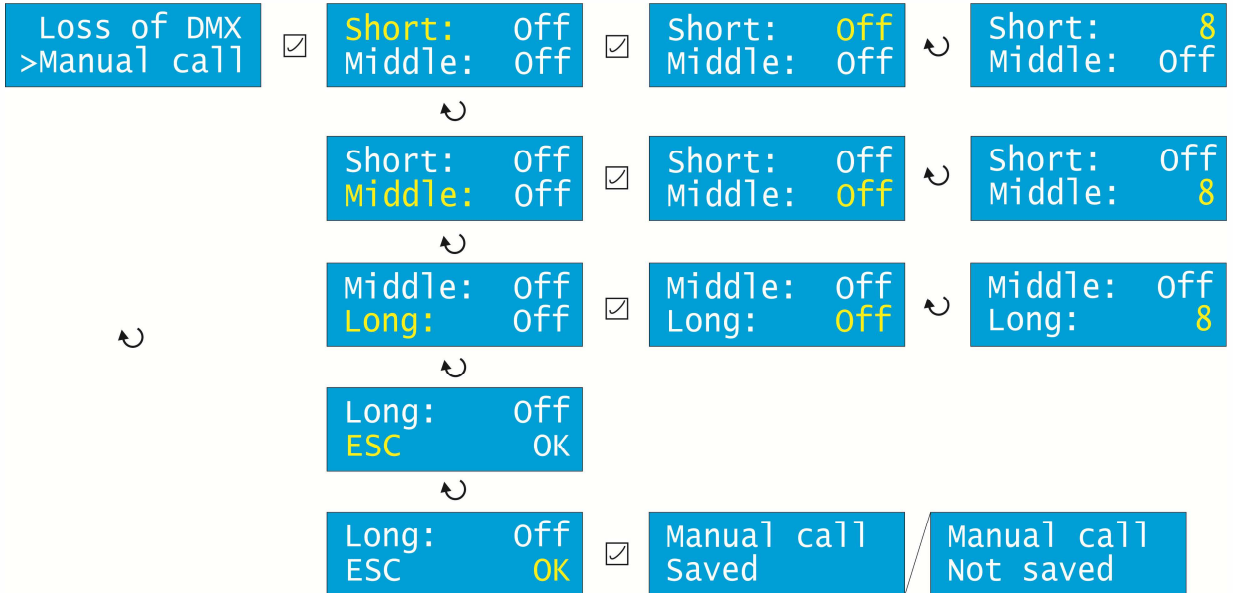 Loss of DMX
>Manual call
Short: Off
Middle: Off
Short: Off
Middle: Off
Short: 8
Middle: Off
Short: Off
Middle: Off
Short: Off
Middle: Off
Short: Off
Middle: 8
Middle: Off
Long: Off
Middle: Off
Long: Off
Middle: Off
Long: 8
Long: Off
ESC OK
Long: Off
ESC OK
Manual call
Saved
Manual call
Not saved